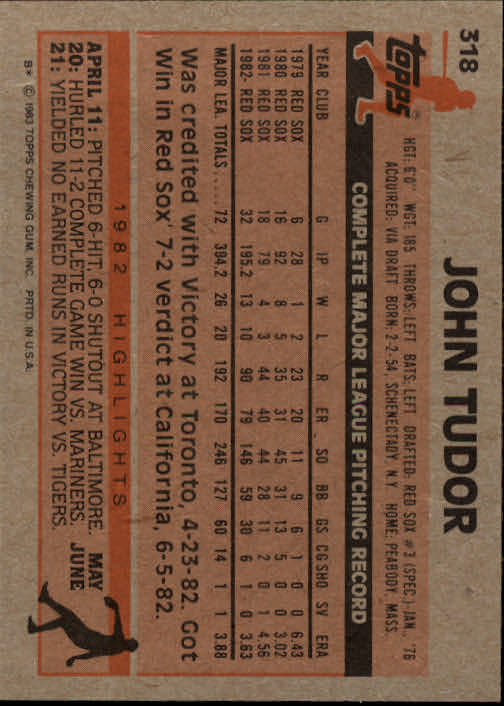 318
TOPPS®
JOHN TUDOR
HGT: 6'0" WGT: 185 THROWS: LEFT BATS: LEFT DRAFTED: RED SOX #3 (SPEC.)-JAN., '76
ACQUIRED: VIA DRAFT BORN: 2-2-54, SCHENECTADY, N.Y. HOME: PEABODY, MASS.
COMPLETE MAJOR LEAGUE PITCHING RECORD
YEAR CLUB G IP W L R ER SO BB GS CG SHO SV ERA
1979 RED SOX 6 28 1 2 23 20 11 9 6 1 0 0 6.43
1980 RED SOX 16 92 8 5 35 31 45 31 13 5 0 0 3.02
1981 RED SOX 18 79 4 3 44 40 44 28 11 2 0 1 4.56
1982 RED SOX 32 195.2 13 10 90 79 146 59 30 6 1 0 3.63
MAJOR LEA. TOTALS..... 72 394.2 26 20 192 170 246 127 60 14 1 1 3.88
Was credited with Victory at Toronto, 4-23-82. Got
Win in Red Sox' 7-2 verdict at California, 6-5-82.
1982 HIGHLIGHTS
APRIL 11: PITCHED 6-HIT, 6-0 SHUTOUT AT BALTIMORE. MAY
20: HURLED 11-2 COMPLETE GAME WIN VS. MARINERS. JUNE
21: YIELDED NO EARNED RUNS IN VICTORY VS. TIGERS.
B* © 1983 TOPPS CHEWING GUM, INC. PRTD. IN U.S.A.